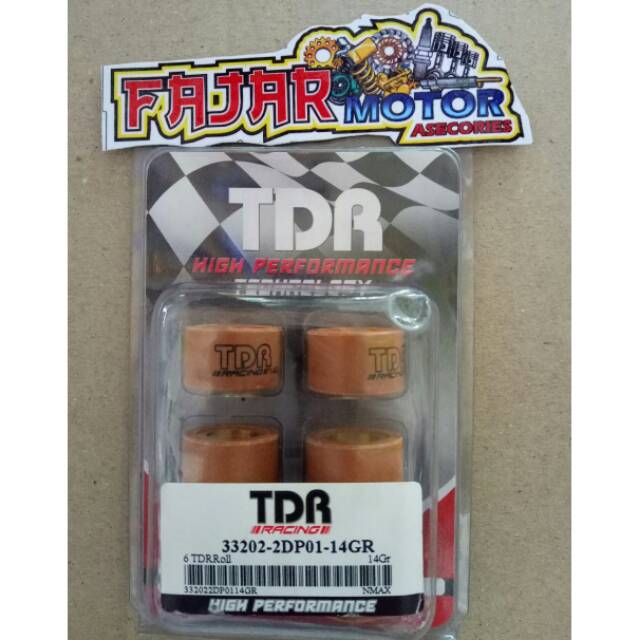 FAJAR MOTOR
ASECORIES
TDR
HIGH PERFORMANCE
TECHNOLOGY
TDR TDR
RACING RACING
TDR
RACING
33202-2DP01-14GR
6 TDRRoll 14Gr
332022DP0114GR NMAX
HIGH PERFORMANCE